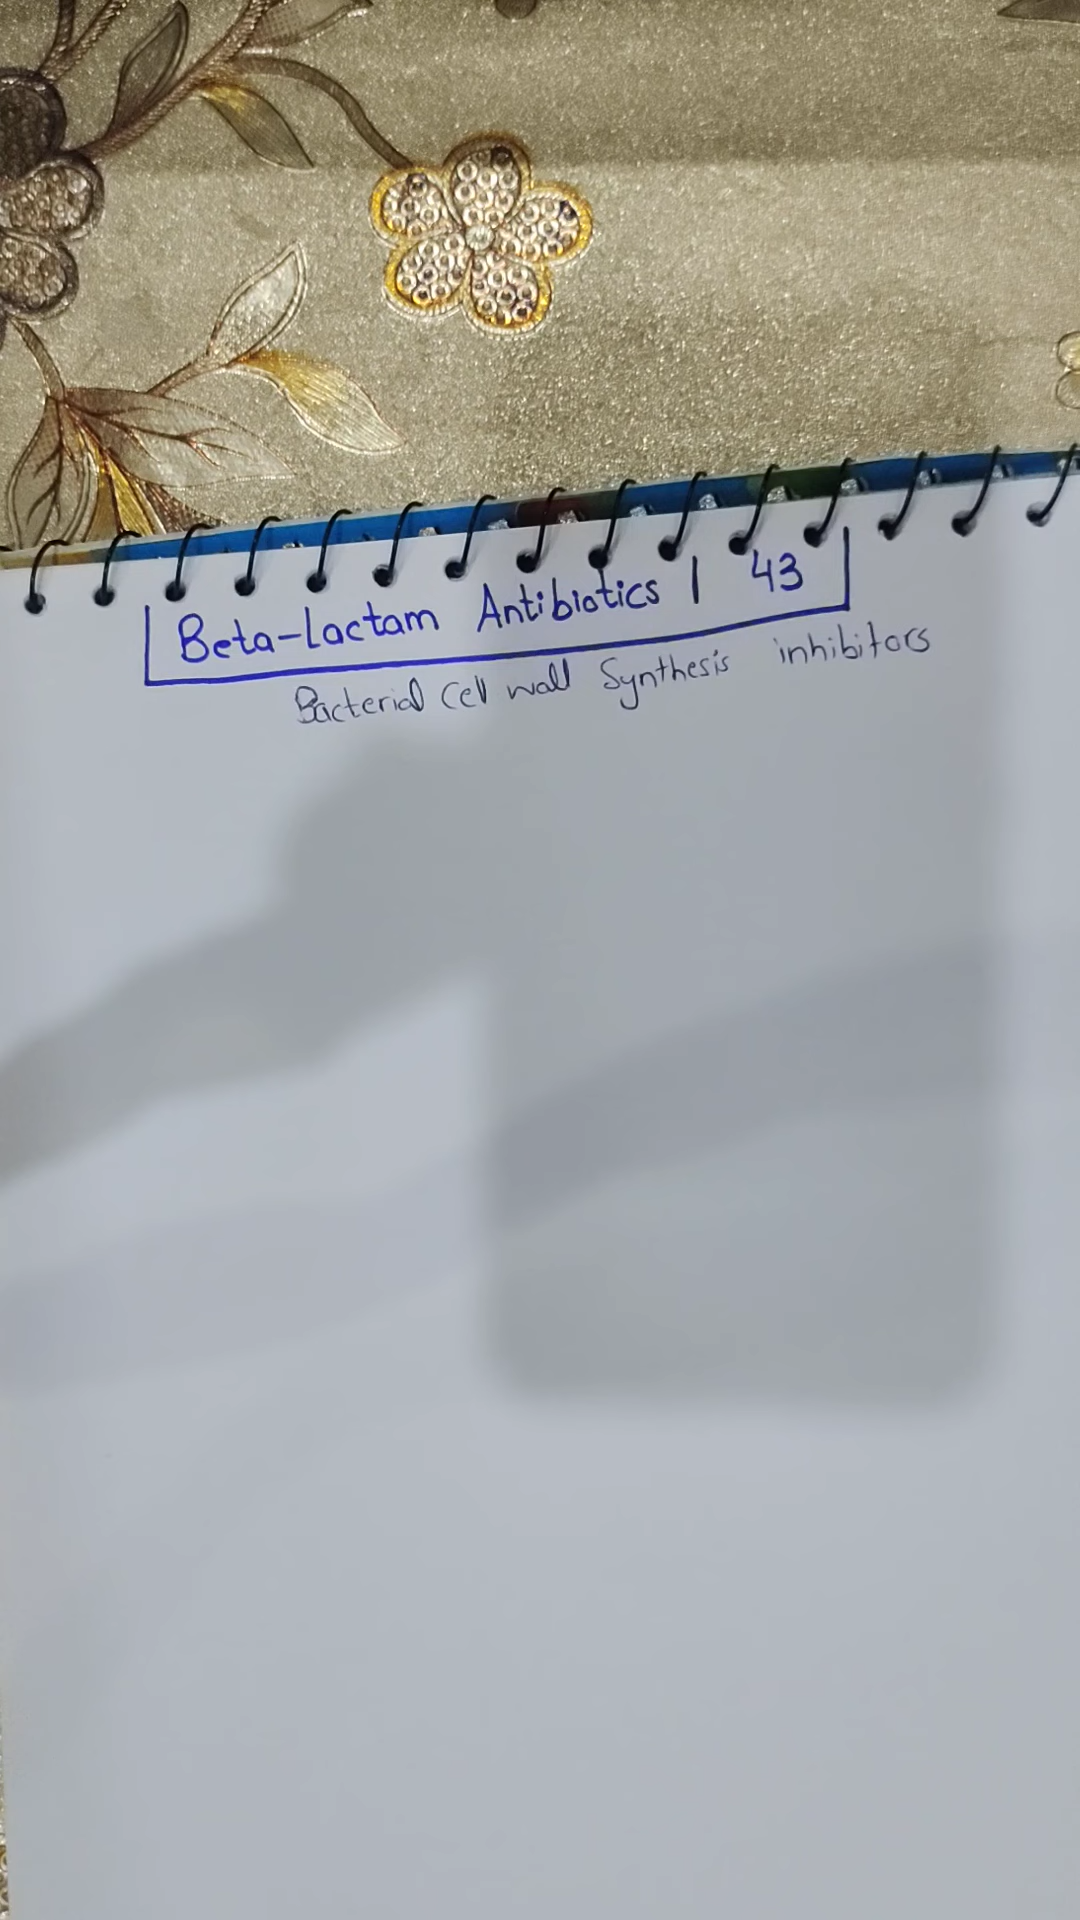 Beta-Lactam Antibiotics | 43
Bacterial Cell wall Synthesis inhibitors